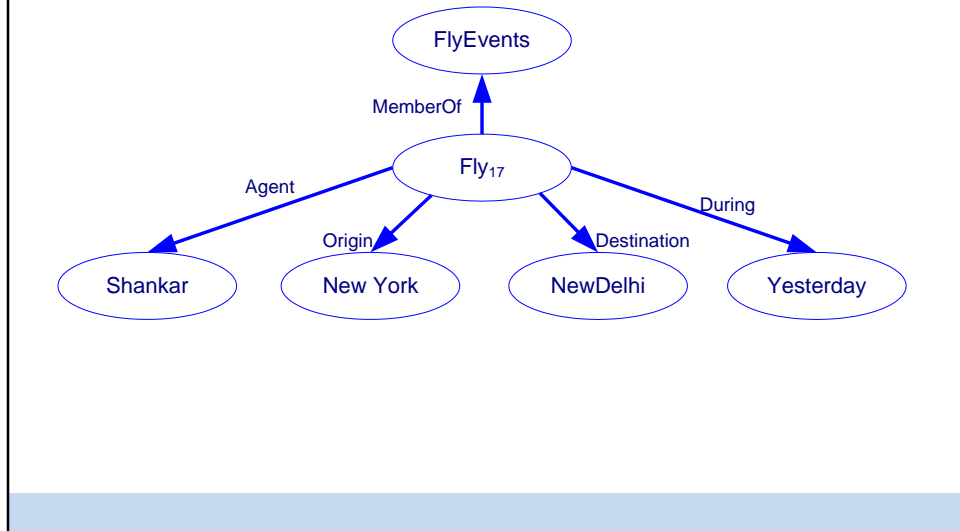 FlyEvents
MemberOf
Fly₁₇
Agent
During
Origin
Destination
Shankar
New York
NewDelhi
Yesterday